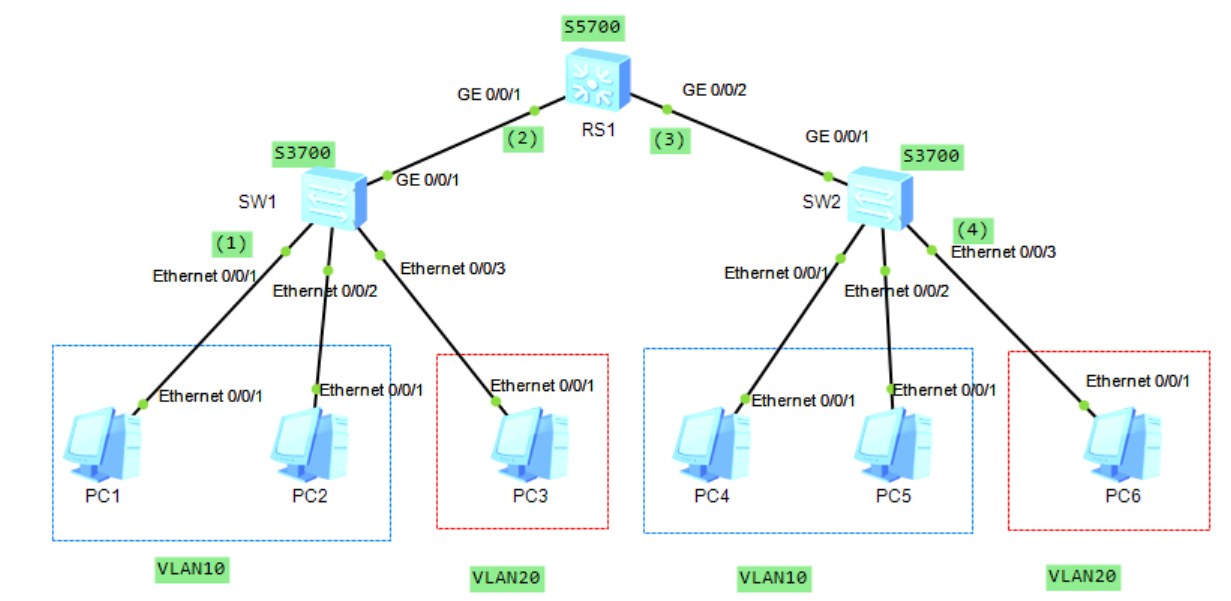 S5700
GE 0/0/1
GE 0/0/2
RS1
(2)
(3)
GE 0/0/1
S3700
S3700
GE 0/0/1
SW1
SW2
(1)
(4)
Ethernet 0/0/1
Ethernet 0/0/2
Ethernet 0/0/3
Ethernet 0/0/1
Ethernet 0/0/2
Ethernet 0/0/3
Ethernet 0/0/1
Ethernet 0/0/1
Ethernet 0/0/1
Ethernet 0/0/1
Ethernet 0/0/1
Ethernet 0/0/1
PC1
PC2
PC3
PC4
PC5
PC6
VLAN10
VLAN20
VLAN10
VLAN20